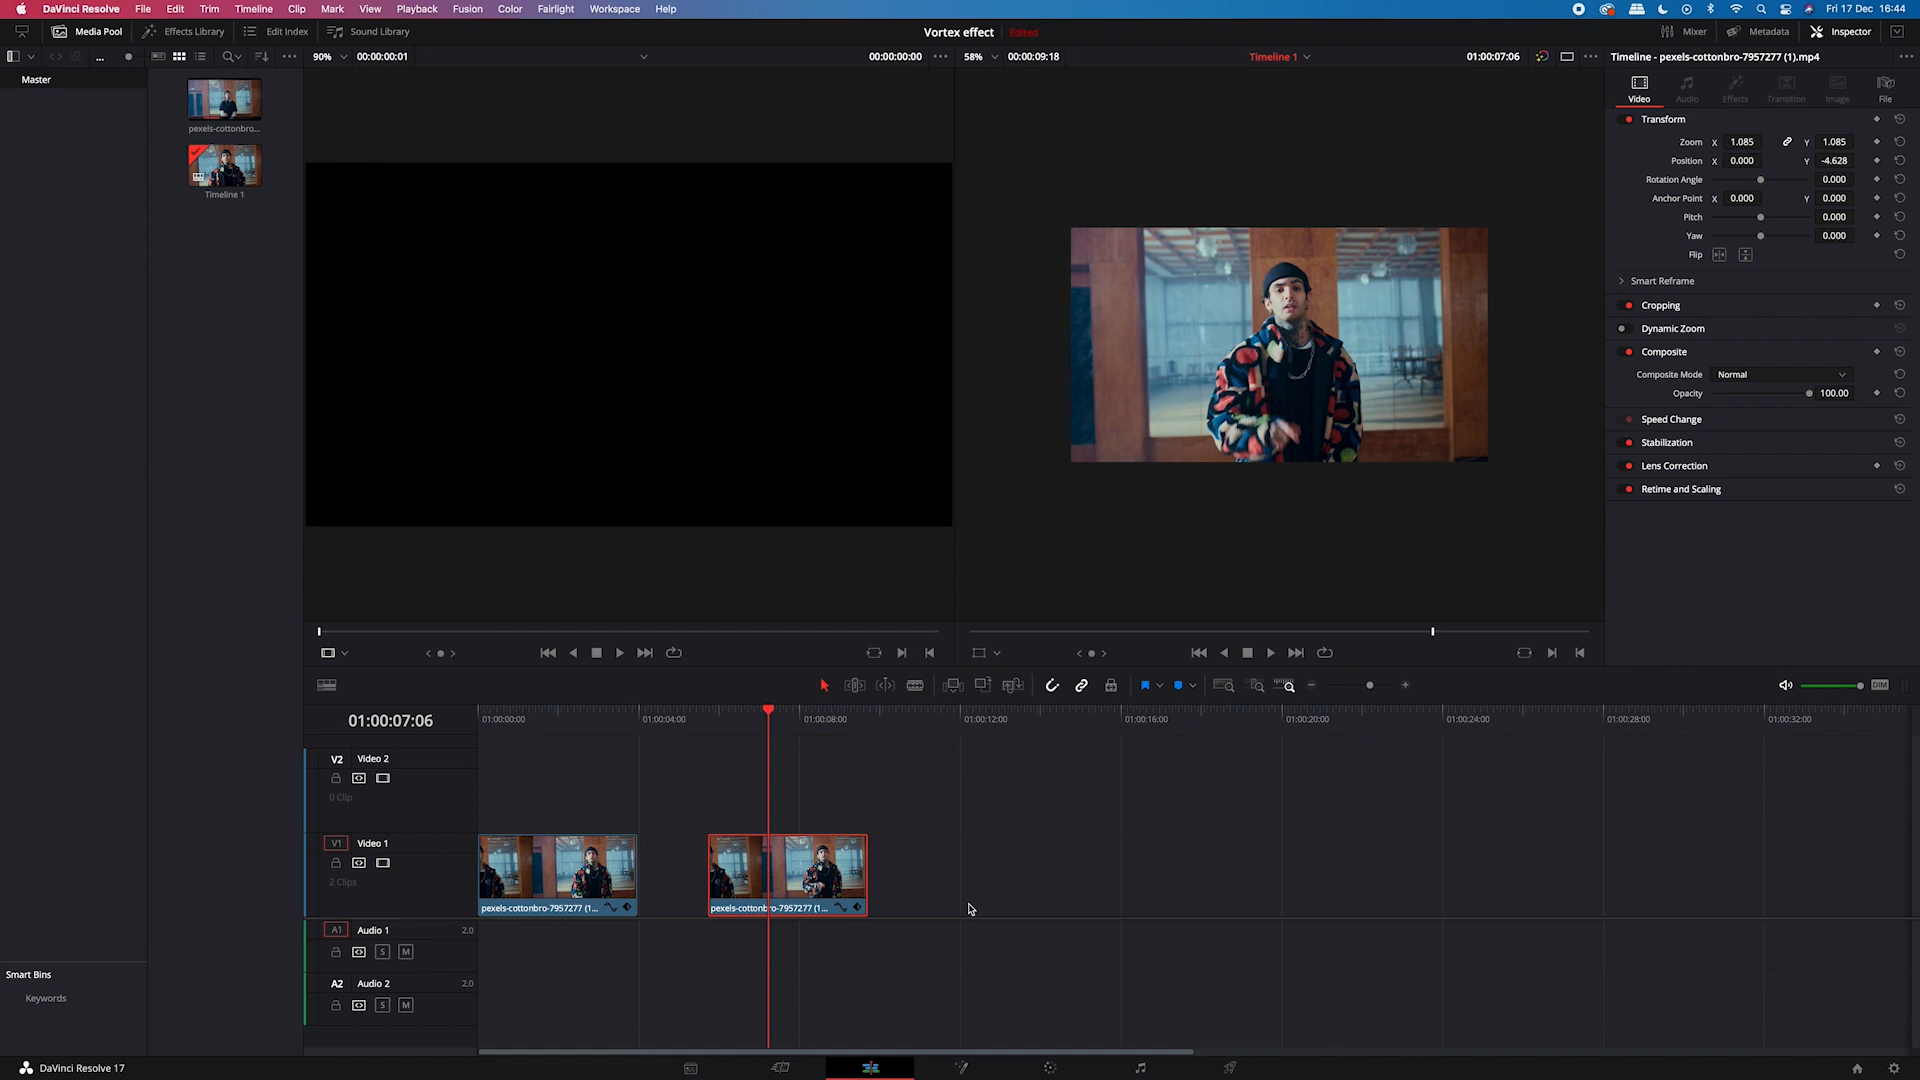 DaVinci Resolve File Edit Trim Timeline Clip Mark View Playback Fusion Color Fairlight Workspace Help Fri 17 Dec 16:44
Media Pool Effects Library Edit Index Sound Library Vortex effect Edited Mixer Metadata Inspector
90% 00:00:00:01 00:00:00:00 58% 00:00:09:18 Timeline 1 01:00:07:06 Timeline - pexels-cottonbro-7957277 (1).mp4
Master
pexels-cottonbro...
Timeline 1
Video Audio Effects Transition Image File
Transform
Zoom X 1.085 Y 1.085
Position X 0.000 Y -4.628
Rotation Angle 0.000
Anchor Point X 0.000 Y 0.000
Pitch 0.000
Yaw 0.000
Flip
Smart Reframe
Cropping
Dynamic Zoom
Composite
Composite Mode Normal
Opacity 100.00
Speed Change
Stabilization
Lens Correction
Retime and Scaling
DIM
01:00:07:06 01:00:00:00 01:00:04:00 01:00:08:00 01:00:12:00 01:00:16:00 01:00:20:00 01:00:24:00 01:00:28:00 01:00:32:00
V2 Video 2
0 Clip
V1 Video 1
2 Clips
pexels-cottonbro-7957277 (1... pexels-cottonbro-7957277 (1...
A1 Audio 1 2.0
S M
A2 Audio 2 2.0
S M
Smart Bins
Keywords
DaVinci Resolve 17